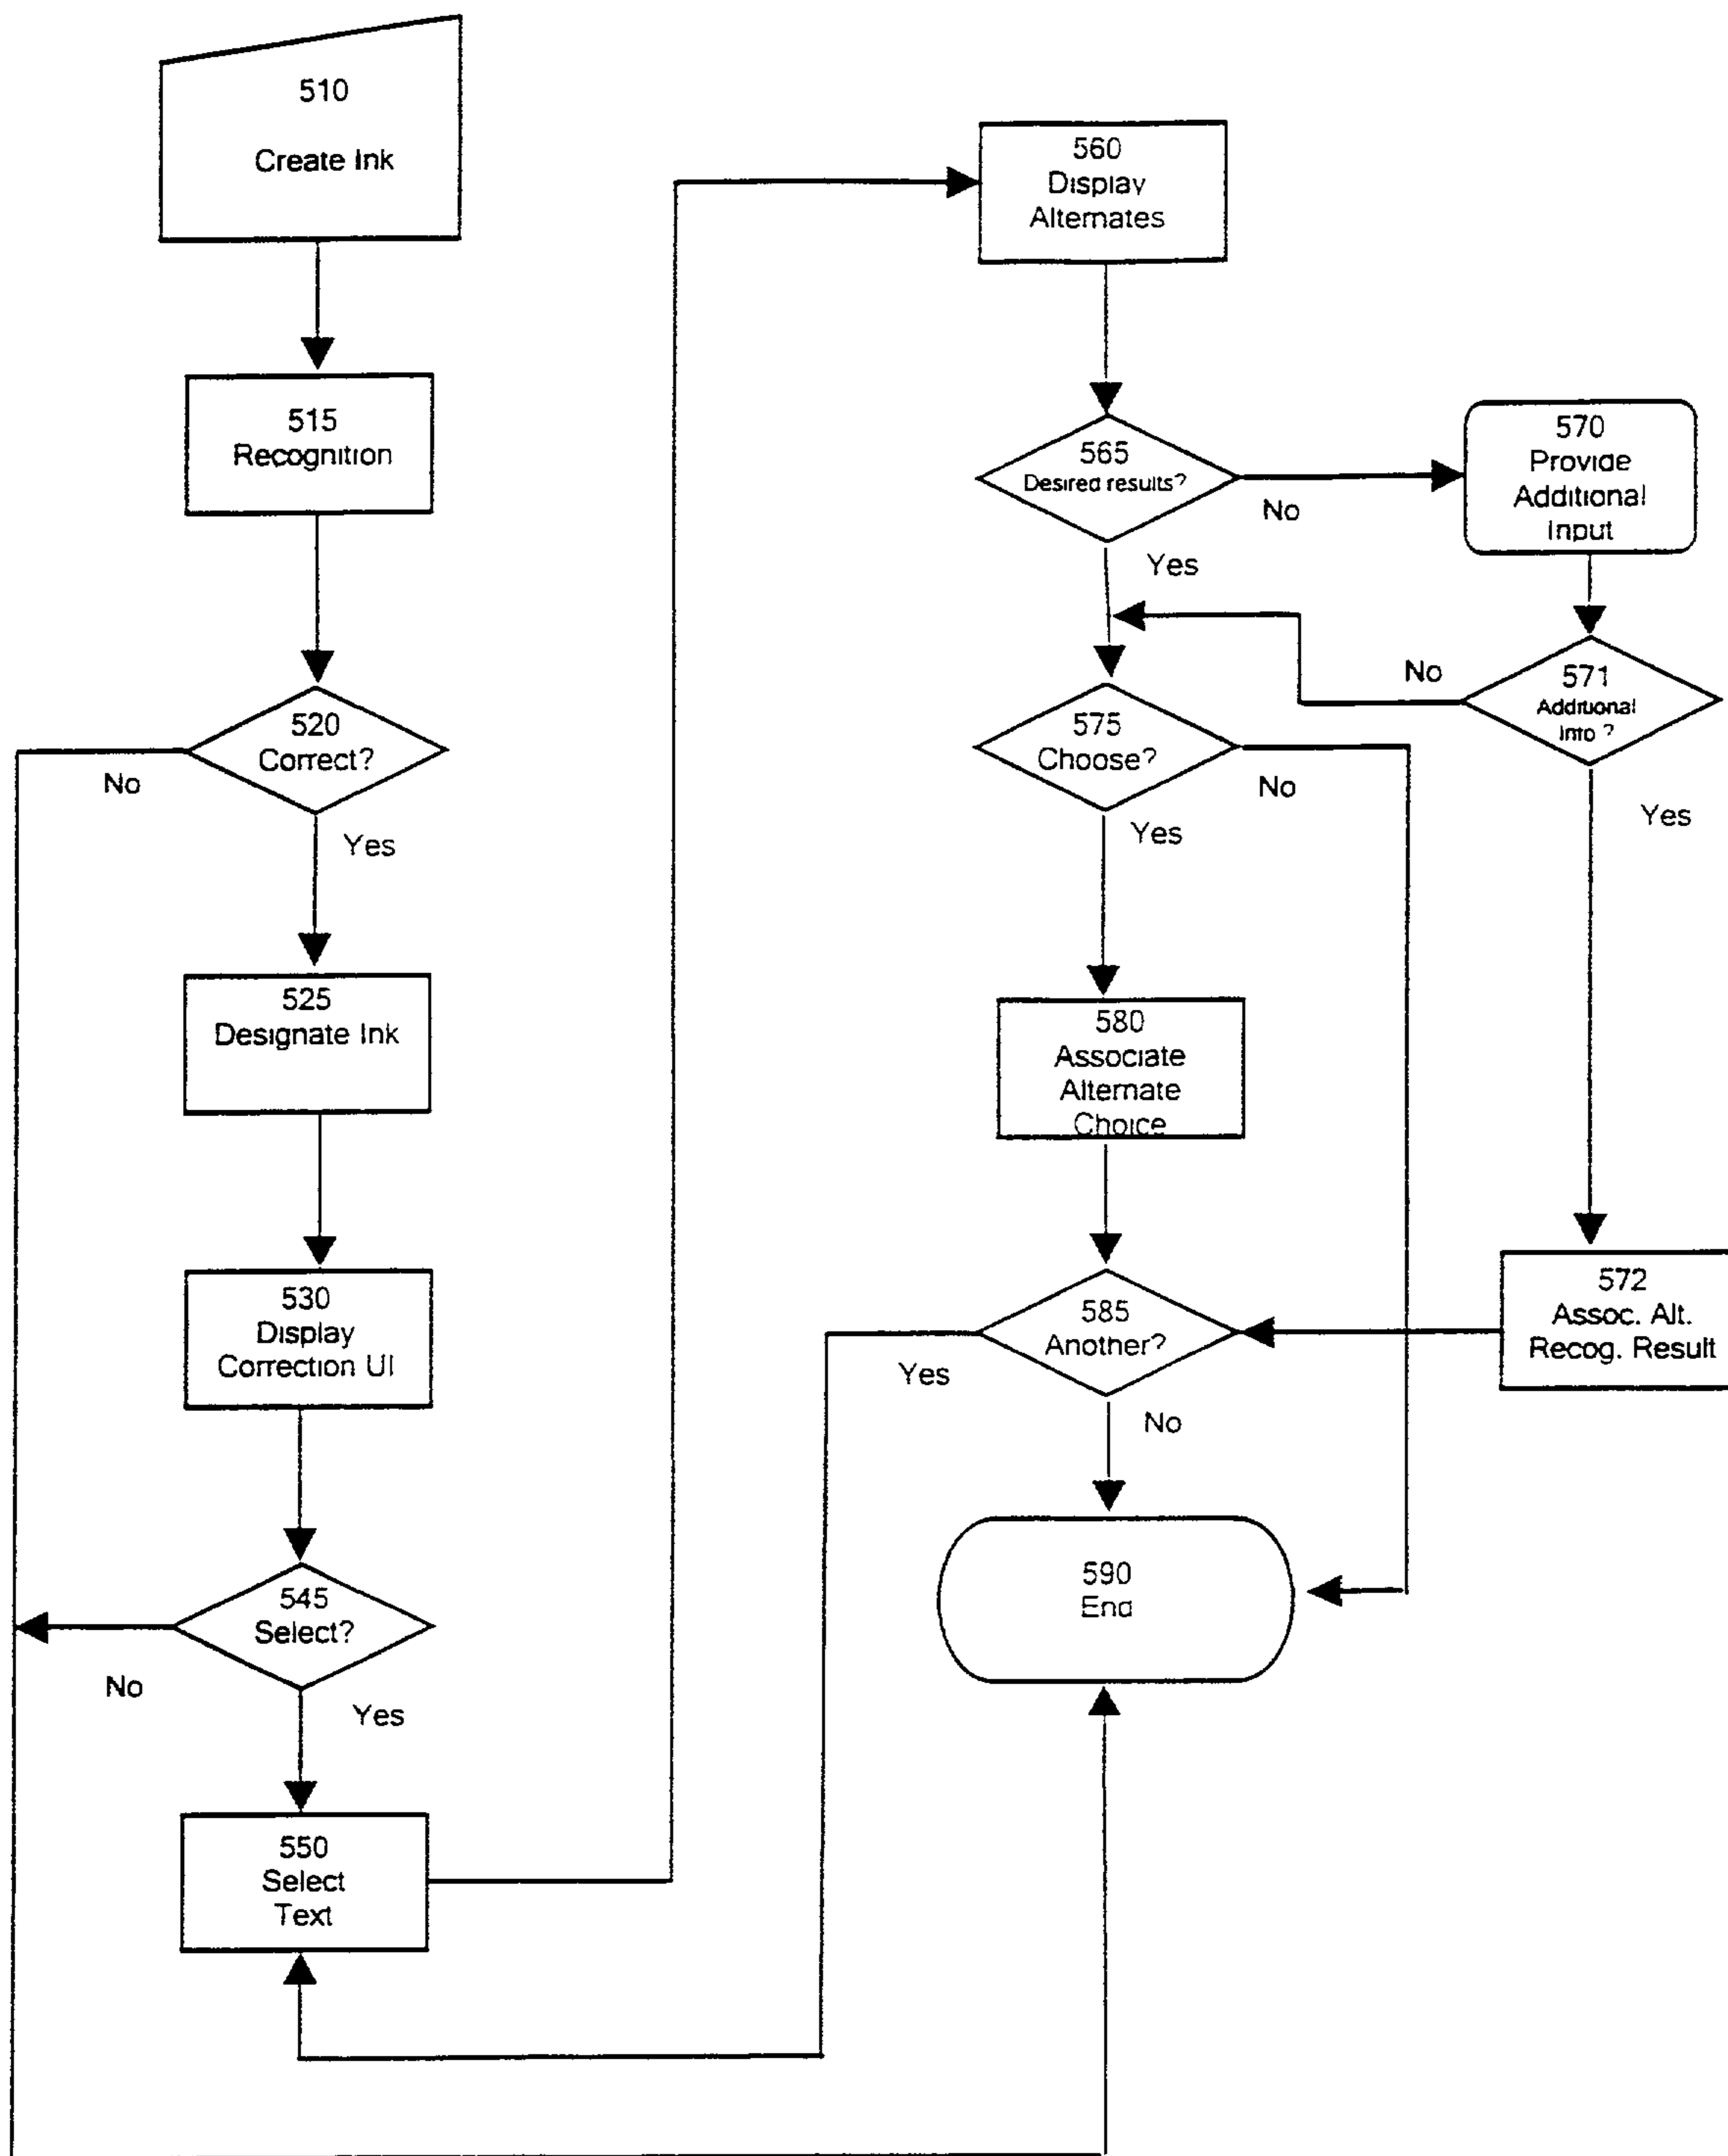 510
Create Ink
515
Recognition
520
Correct?
No
Yes
525
Designate Ink
530
Display
Correction UI
545
Select?
No
Yes
550
Select
Text
560
Display
Alternates
565
Desired results?
No
Yes
570
Provide
Additional
Input
571
Additional
Info ?
No
Yes
572
Assoc. Alt.
Recog. Result
575
Choose?
No
Yes
580
Associate
Alternate
Choice
585
Another?
Yes
No
590
End